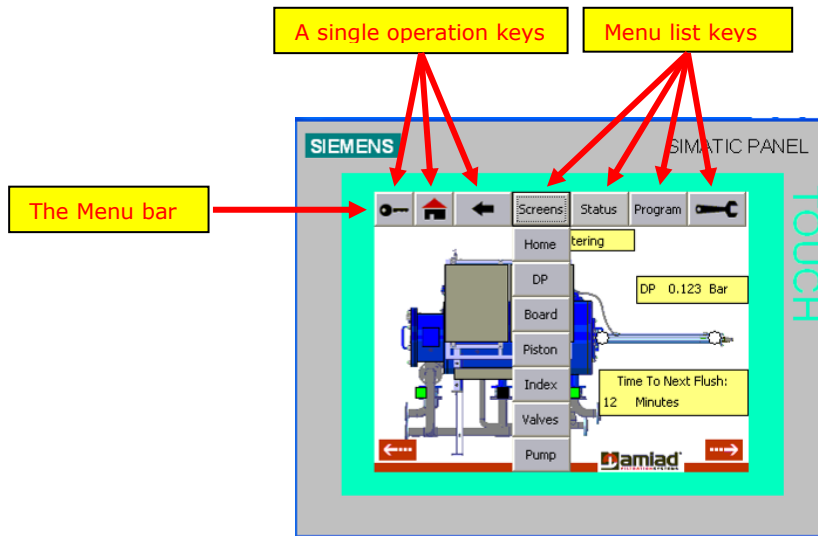 A single operation keys
Menu list keys
SIEMENS
SIMATIC PANEL
TOUCH
The Menu bar
Screens
Status
Program
Home
tering
DP
DP 0.123 Bar
Board
Piston
Index
Time To Next Flush:
12 Minutes
Valves
Pump
amiad